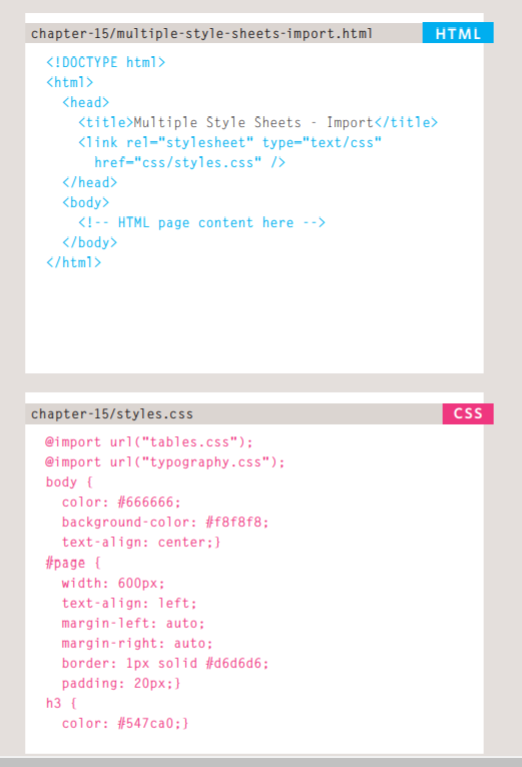 chapter-15/multiple-style-sheets-import.html HTML
<!DOCTYPE html>
<html>
<head>
<title>Multiple Style Sheets - Import</title>
<link rel="stylesheet" type="text/css"
href="css/styles.css" />
</head>
<body>
<!-- HTML page content here -->
</body>
</html>
chapter-15/styles.css CSS
@import url("tables.css");
@import url("typography.css");
body {
color: #666666;
background-color: #f8f8f8;
text-align: center;}
#page {
width: 600px;
text-align: left;
margin-left: auto;
margin-right: auto;
border: 1px solid #d6d6d6;
padding: 20px;}
h3 {
color: #547ca0;}